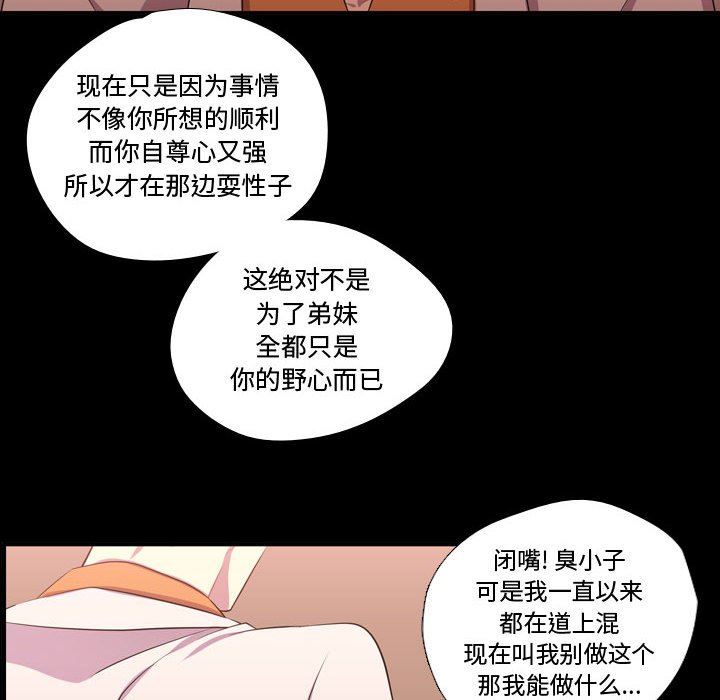 现在只是因为事情
不像你所想的顺利
而你自尊心又强
所以才在那边耍性子
这绝对不是
为了弟妹
全都只是
你的野心而已
闭嘴!臭小子
可是我一直以来
都在道上混
现在叫我别做这个
那我能做什么...